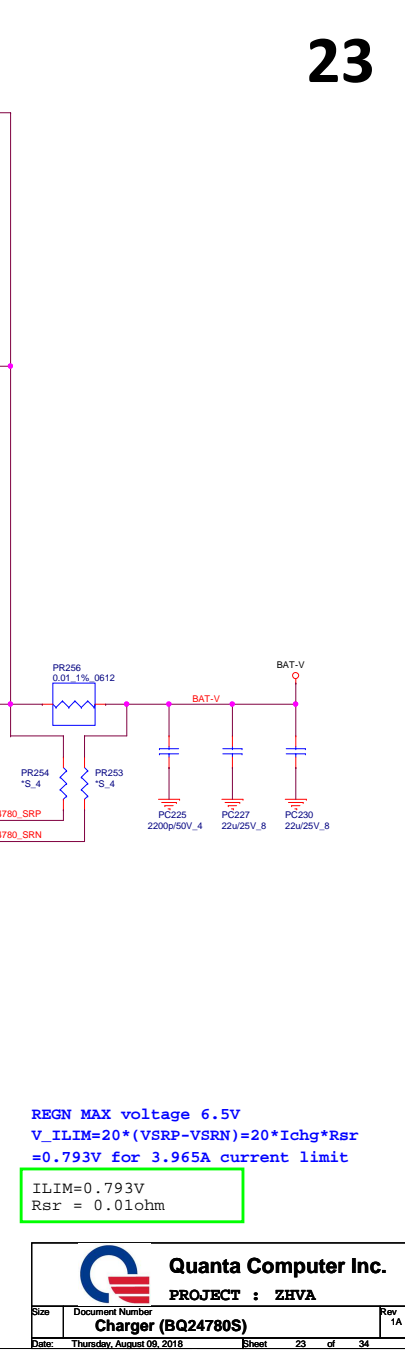 23
PR256
0.01_1%_0612
BAT-V
BAT-V
PR254
*S_4
PR253
*S_4
4780_SRP
4780_SRN
PC225
2200p/50V_4
PC227
22u/25V_8
PC230
22u/25V_8
REGN MAX voltage 6.5V
V_ILIM=20*(VSRP-VSRN)=20*Ichg*Rsr
=0.793V for 3.965A current limit
ILIM=0.793V
Rsr = 0.01ohm
Quanta Computer Inc.
PROJECT : ZHVA
Size Document Number Rev
Charger (BQ24780S) 1A
Date: Thursday, August 09, 2018 Sheet 23 of 34